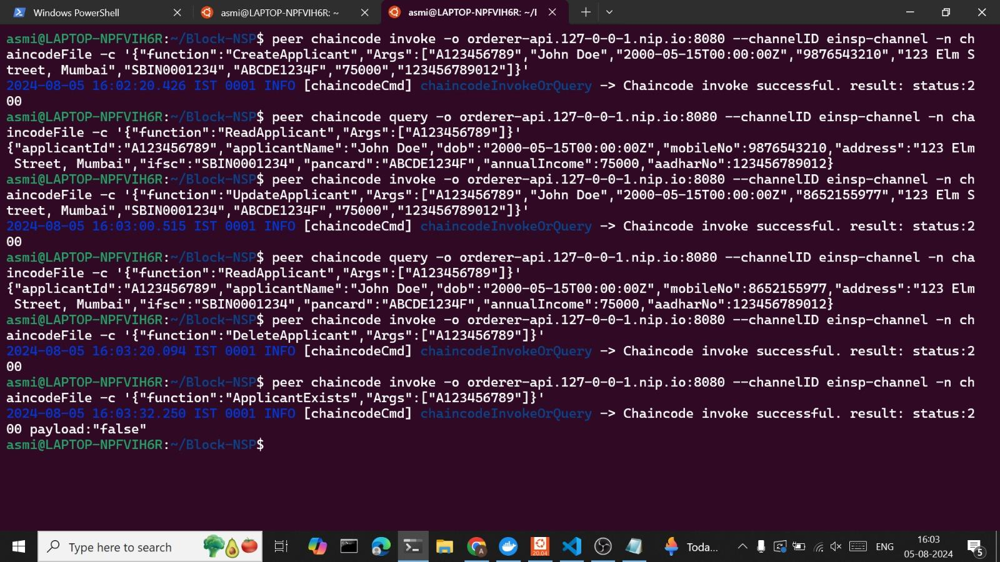 Windows PowerShell
asmi@LAPTOP-NPFVIH6R: ~
asmi@LAPTOP-NPFVIH6R: ~/I
asmi@LAPTOP-NPFVIH6R:~/Block-NSP$ peer chaincode invoke -o orderer-api.127-0-0-1.nip.io:8080 --channelID einsp-channel -n ch
aincodeFile -c '{"function":"CreateApplicant","Args":["A123456789","John Doe","2000-05-15T00:00:00Z","9876543210","123 Elm S
treet, Mumbai","SBIN0001234","ABCDE1234F","75000","123456789012"]}'
2024-08-05 16:02:20.426 IST 0001 INFO [chaincodeCmd] chaincodeInvokeOrQuery -> Chaincode invoke successful. result: status:2
00
asmi@LAPTOP-NPFVIH6R:~/Block-NSP$ peer chaincode query -o orderer-api.127-0-0-1.nip.io:8080 --channelID einsp-channel -n cha
incodeFile -c '{"function":"ReadApplicant","Args":["A123456789"]}'
{"applicantId":"A123456789","applicantName":"John Doe","dob":"2000-05-15T00:00:00Z","mobileNo":9876543210,"address":"123 Elm
 Street, Mumbai","ifsc":"SBIN0001234","pancard":"ABCDE1234F","annualIncome":75000,"aadharNo":123456789012}
asmi@LAPTOP-NPFVIH6R:~/Block-NSP$ peer chaincode invoke -o orderer-api.127-0-0-1.nip.io:8080 --channelID einsp-channel -n ch
aincodeFile -c '{"function":"UpdateApplicant","Args":["A123456789","John Doe","2000-05-15T00:00:00Z","8652155977","123 Elm S
treet, Mumbai","SBIN0001234","ABCDE1234F","75000","123456789012"]}'
2024-08-05 16:03:00.515 IST 0001 INFO [chaincodeCmd] chaincodeInvokeOrQuery -> Chaincode invoke successful. result: status:2
00
asmi@LAPTOP-NPFVIH6R:~/Block-NSP$ peer chaincode query -o orderer-api.127-0-0-1.nip.io:8080 --channelID einsp-channel -n cha
incodeFile -c '{"function":"ReadApplicant","Args":["A123456789"]}'
{"applicantId":"A123456789","applicantName":"John Doe","dob":"2000-05-15T00:00:00Z","mobileNo":8652155977,"address":"123 Elm
 Street, Mumbai","ifsc":"SBIN0001234","pancard":"ABCDE1234F","annualIncome":75000,"aadharNo":123456789012}
asmi@LAPTOP-NPFVIH6R:~/Block-NSP$ peer chaincode invoke -o orderer-api.127-0-0-1.nip.io:8080 --channelID einsp-channel -n ch
aincodeFile -c '{"function":"DeleteApplicant","Args":["A123456789"]}'
2024-08-05 16:03:20.094 IST 0001 INFO [chaincodeCmd] chaincodeInvokeOrQuery -> Chaincode invoke successful. result: status:2
00
asmi@LAPTOP-NPFVIH6R:~/Block-NSP$ peer chaincode invoke -o orderer-api.127-0-0-1.nip.io:8080 --channelID einsp-channel -n ch
aincodeFile -c '{"function":"ApplicantExists","Args":["A123456789"]}'
2024-08-05 16:03:32.250 IST 0001 INFO [chaincodeCmd] chaincodeInvokeOrQuery -> Chaincode invoke successful. result: status:2
00 payload:"false"
asmi@LAPTOP-NPFVIH6R:~/Block-NSP$
Type here to search
A
20.04
Toda...
ENG
16:03
05-08-2024
5